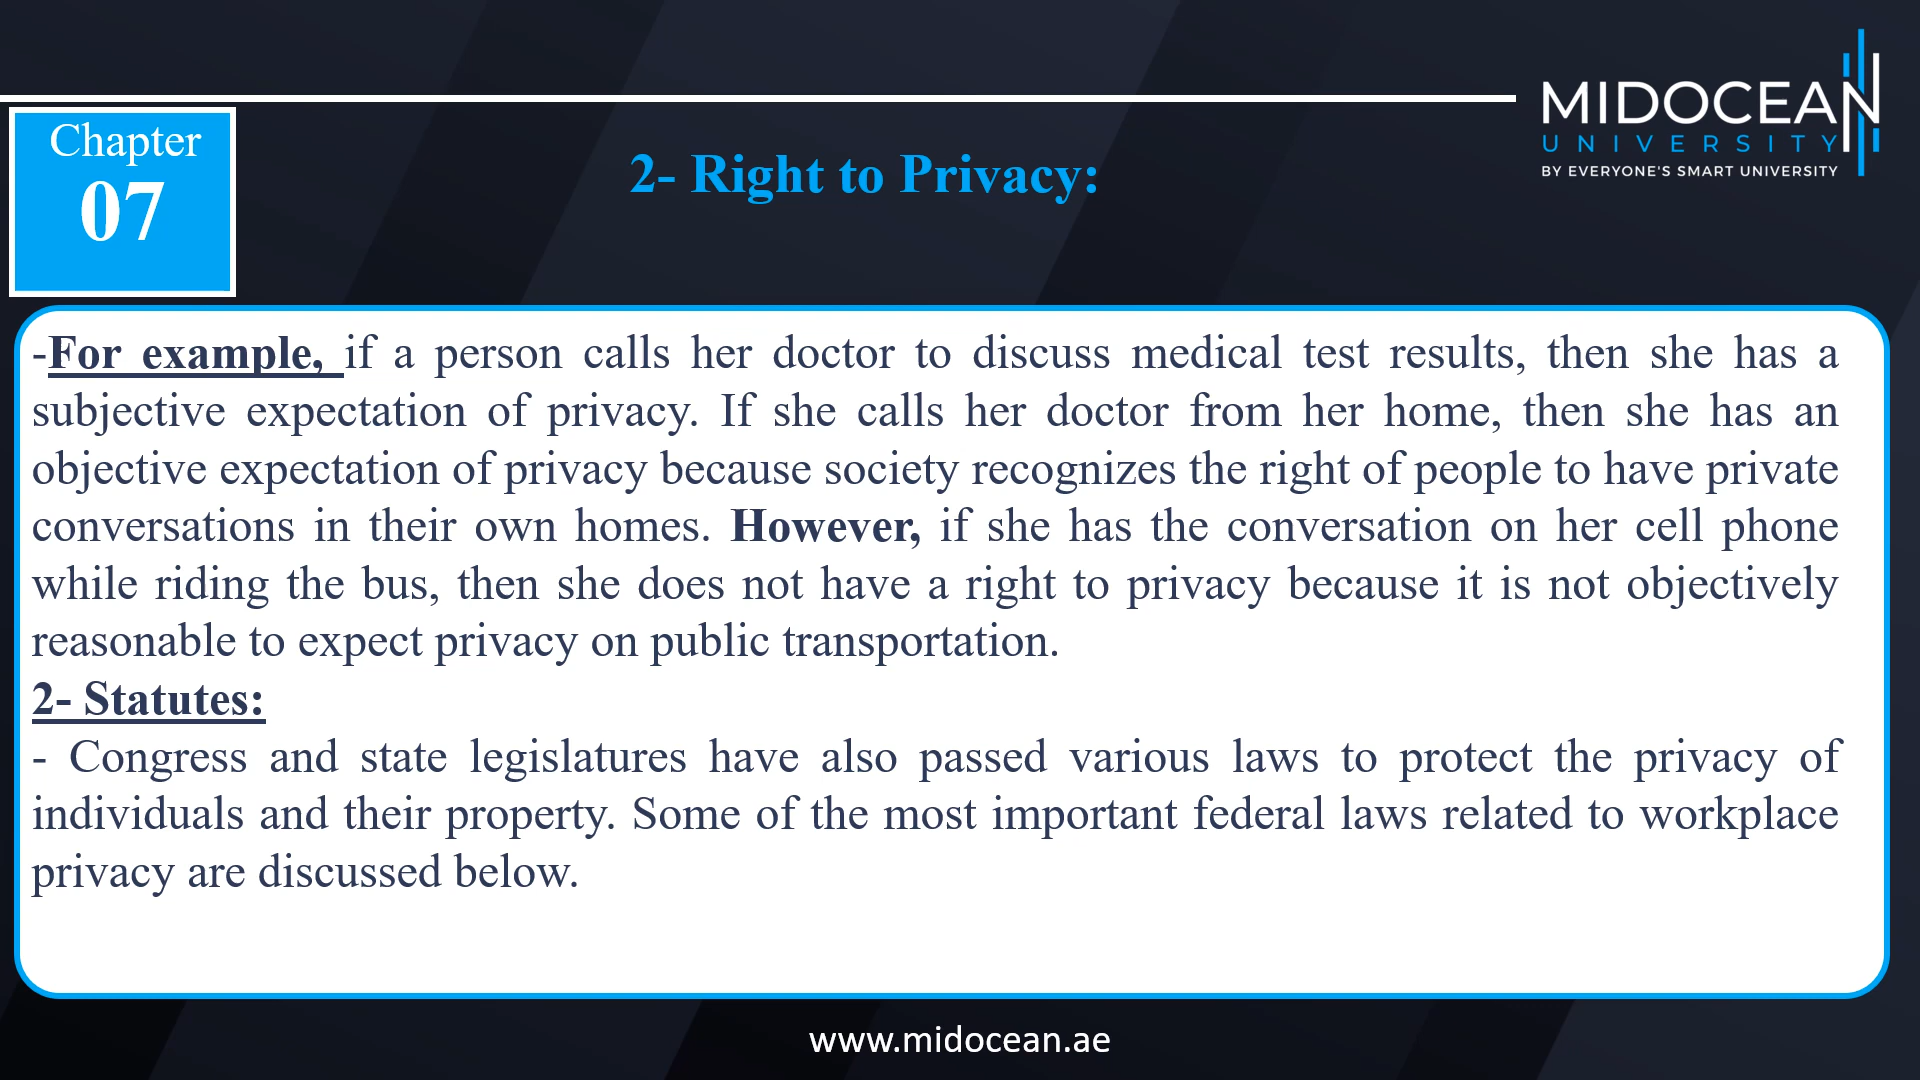 MIDOCEAN
UNIVERSITY
BY EVERYONE'S SMART UNIVERSITY
Chapter
07
2- Right to Privacy:
-For example, if a person calls her doctor to discuss medical test results, then she has a
subjective expectation of privacy. If she calls her doctor from her home, then she has an
objective expectation of privacy because society recognizes the right of people to have private
conversations in their own homes. However, if she has the conversation on her cell phone
while riding the bus, then she does not have a right to privacy because it is not objectively
reasonable to expect privacy on public transportation.
2- Statutes:
- Congress and state legislatures have also passed various laws to protect the privacy of
individuals and their property. Some of the most important federal laws related to workplace
privacy are discussed below.
www.midocean.ae